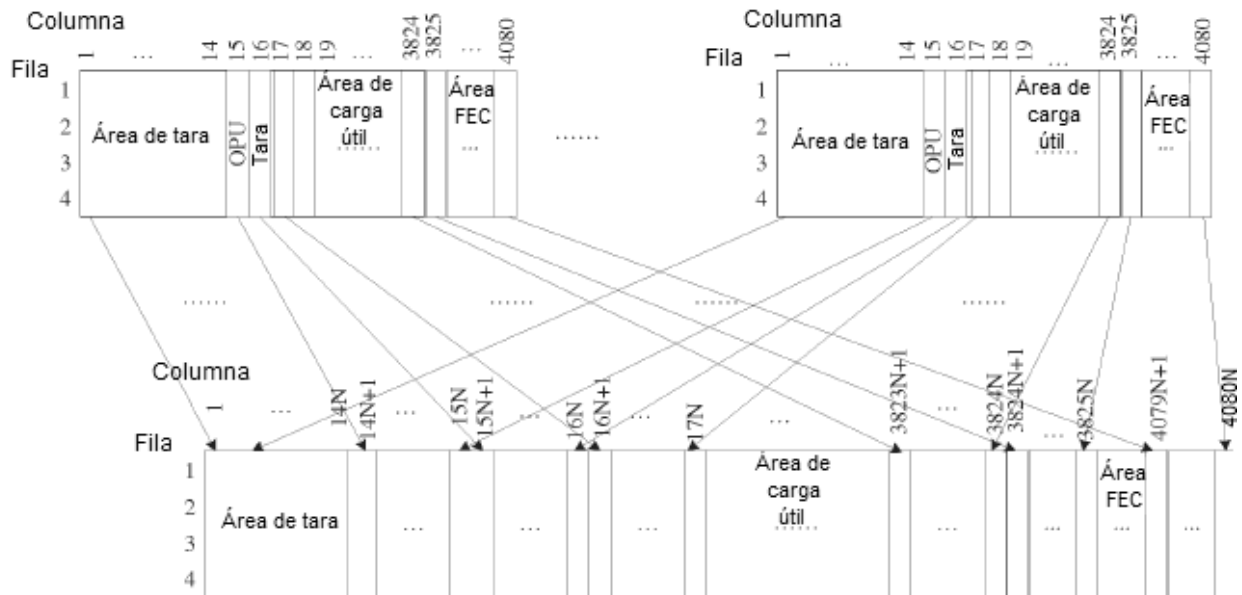 Columna
1 ... 14 15 16 17 18 19 ... 3824 3825 ... 4080
Fila
1
2
3
4
Área de tara
OPU
Tara
Área de
carga
útil
......
Área
FEC
...
......
Columna
1 ... 14 15 16 17 18 19 ... 3824 3825 ... 4080
Fila
1
2
3
4
Área de tara
OPU
Tara
Área de
carga
útil
......
Área
FEC
...
...... ...... ...... ......
Columna
1 ... 14N 14N+1 ... 15N 15N+1 ... 16N 16N+1 ... 17N ... 3823N+1 ... 3824N 3824N+1 ... 3825N 4079N+1 ... 4080N
Fila
1
2
3
4
Área de tara
...
...
...
Área de
carga
útil
......
...
...
Área
FEC
...
...